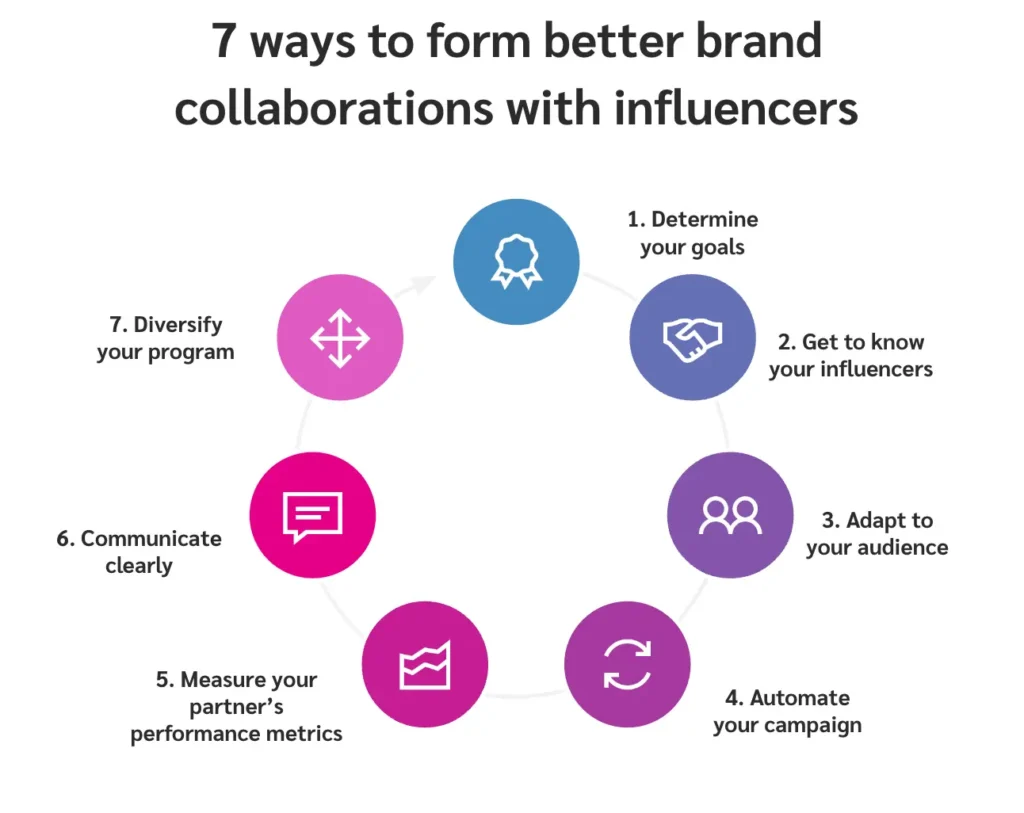 7 ways to form better brand
collaborations with influencers
1. Determine
your goals
2. Get to know
your influencers
3. Adapt to
your audience
4. Automate
your campaign
5. Measure your
partner’s
performance metrics
6. Communicate
clearly
7. Diversify
your program